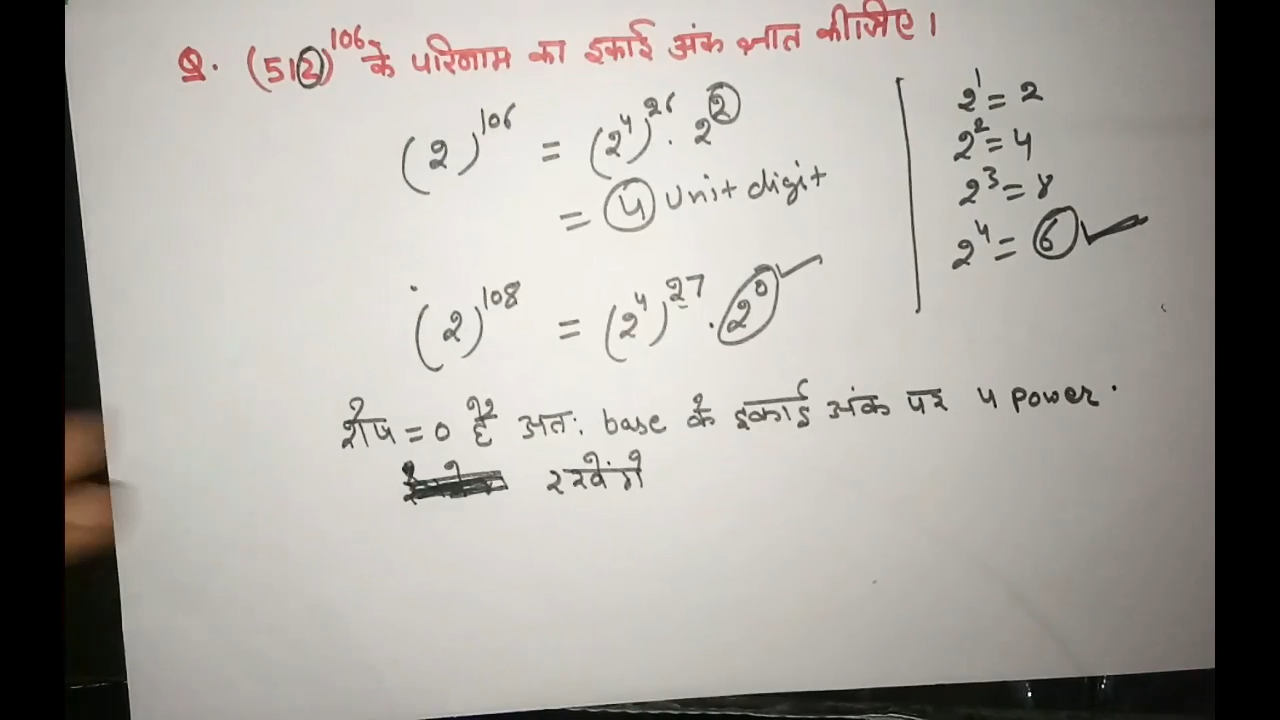 Q. (512)^106 के परिनाम का इकाई अंक ज्ञात कीजिए।
(2)^106 = (2^4)^26 . 2^2
= 4 unit digit
(2)^108 = (2^4)^27 . 2^0
शेष = 0 है अतः base के इकाई अंक पर 4 power.
रखेंगे
2^1 = 2
2^2 = 4
2^3 = 8
2^4 = 6